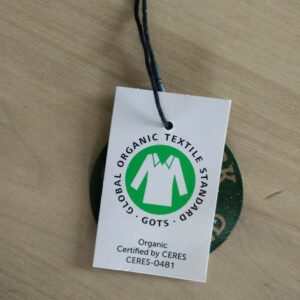 GLOBAL ORGANIC TEXTILE STANDARD
· GOTS ·
Organic
Certified by CERES
CERES-0481